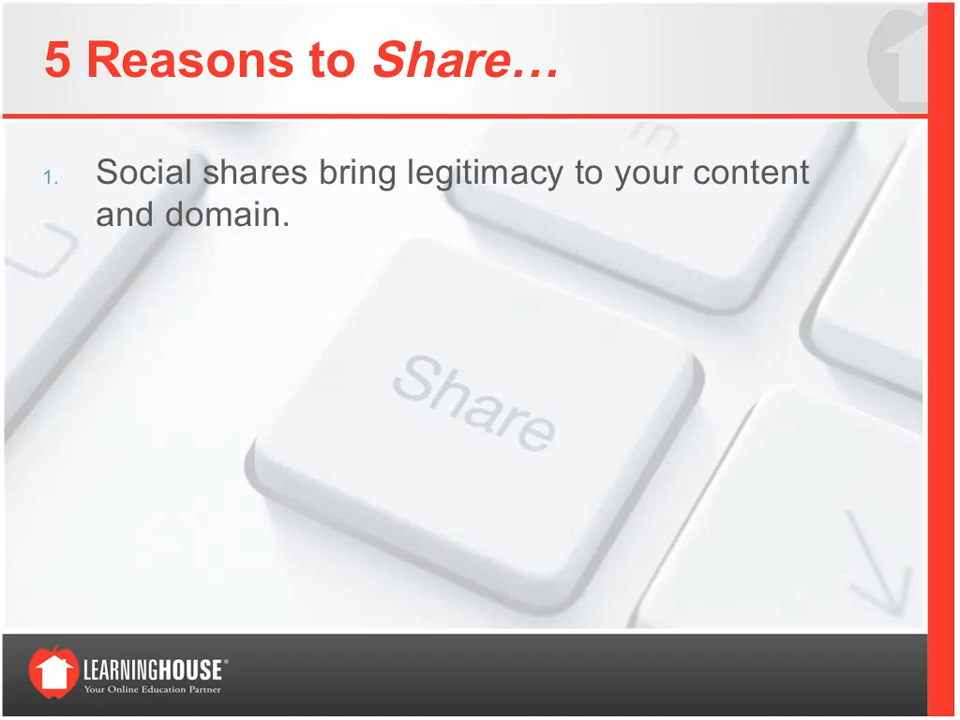 5 Reasons to Share…
1. Social shares bring legitimacy to your content
and domain.
in
Share
LEARNINGHOUSE®
Your Online Education Partner